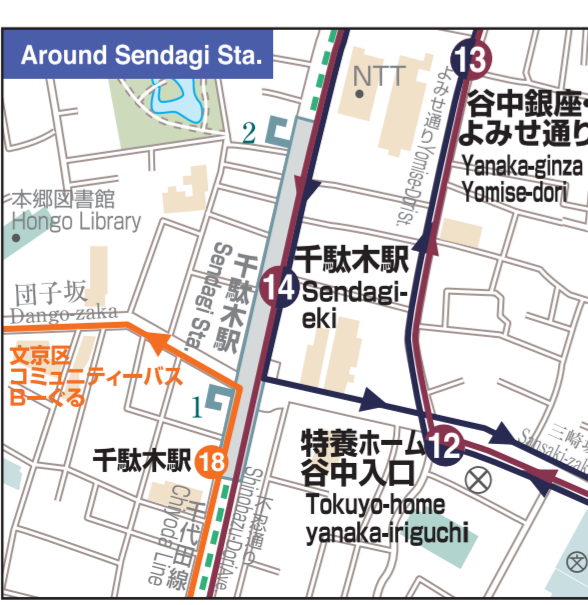 Around Sendagi Sta.
NTT
よみせ通り Yomise-Dori St.
13
谷中銀座・
よみせ通り
Yanaka-ginza
Yomise-dori
2
本郷図書館
Hongo Library
千駄木駅
Sendagi Sta.
14
千駄木駅
Sendagi-
eki
団子坂
Dango-zaka
文京区
コミュニティーバス
B-ぐる
1
千駄木駅 18
特養ホーム 12
谷中入口
Tokuyo-home
yanaka-iriguchi
三崎坂
Sansaki-zaka
千代田線
Chiyoda Line
不忍通り
Shinobazu-Dori Ave.